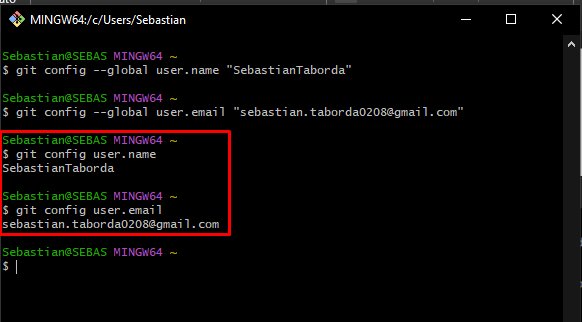 MINGW64:/c/Users/Sebastian
Sebastian@SEBAS MINGW64 ~
$ git config --global user.name "SebastianTaborda"
Sebastian@SEBAS MINGW64 ~
$ git config --global user.email "sebastian.taborda0208@gmail.com"
Sebastian@SEBAS MINGW64 ~
$ git config user.name
SebastianTaborda
Sebastian@SEBAS MINGW64 ~
$ git config user.email
sebastian.taborda0208@gmail.com
Sebastian@SEBAS MINGW64 ~
$